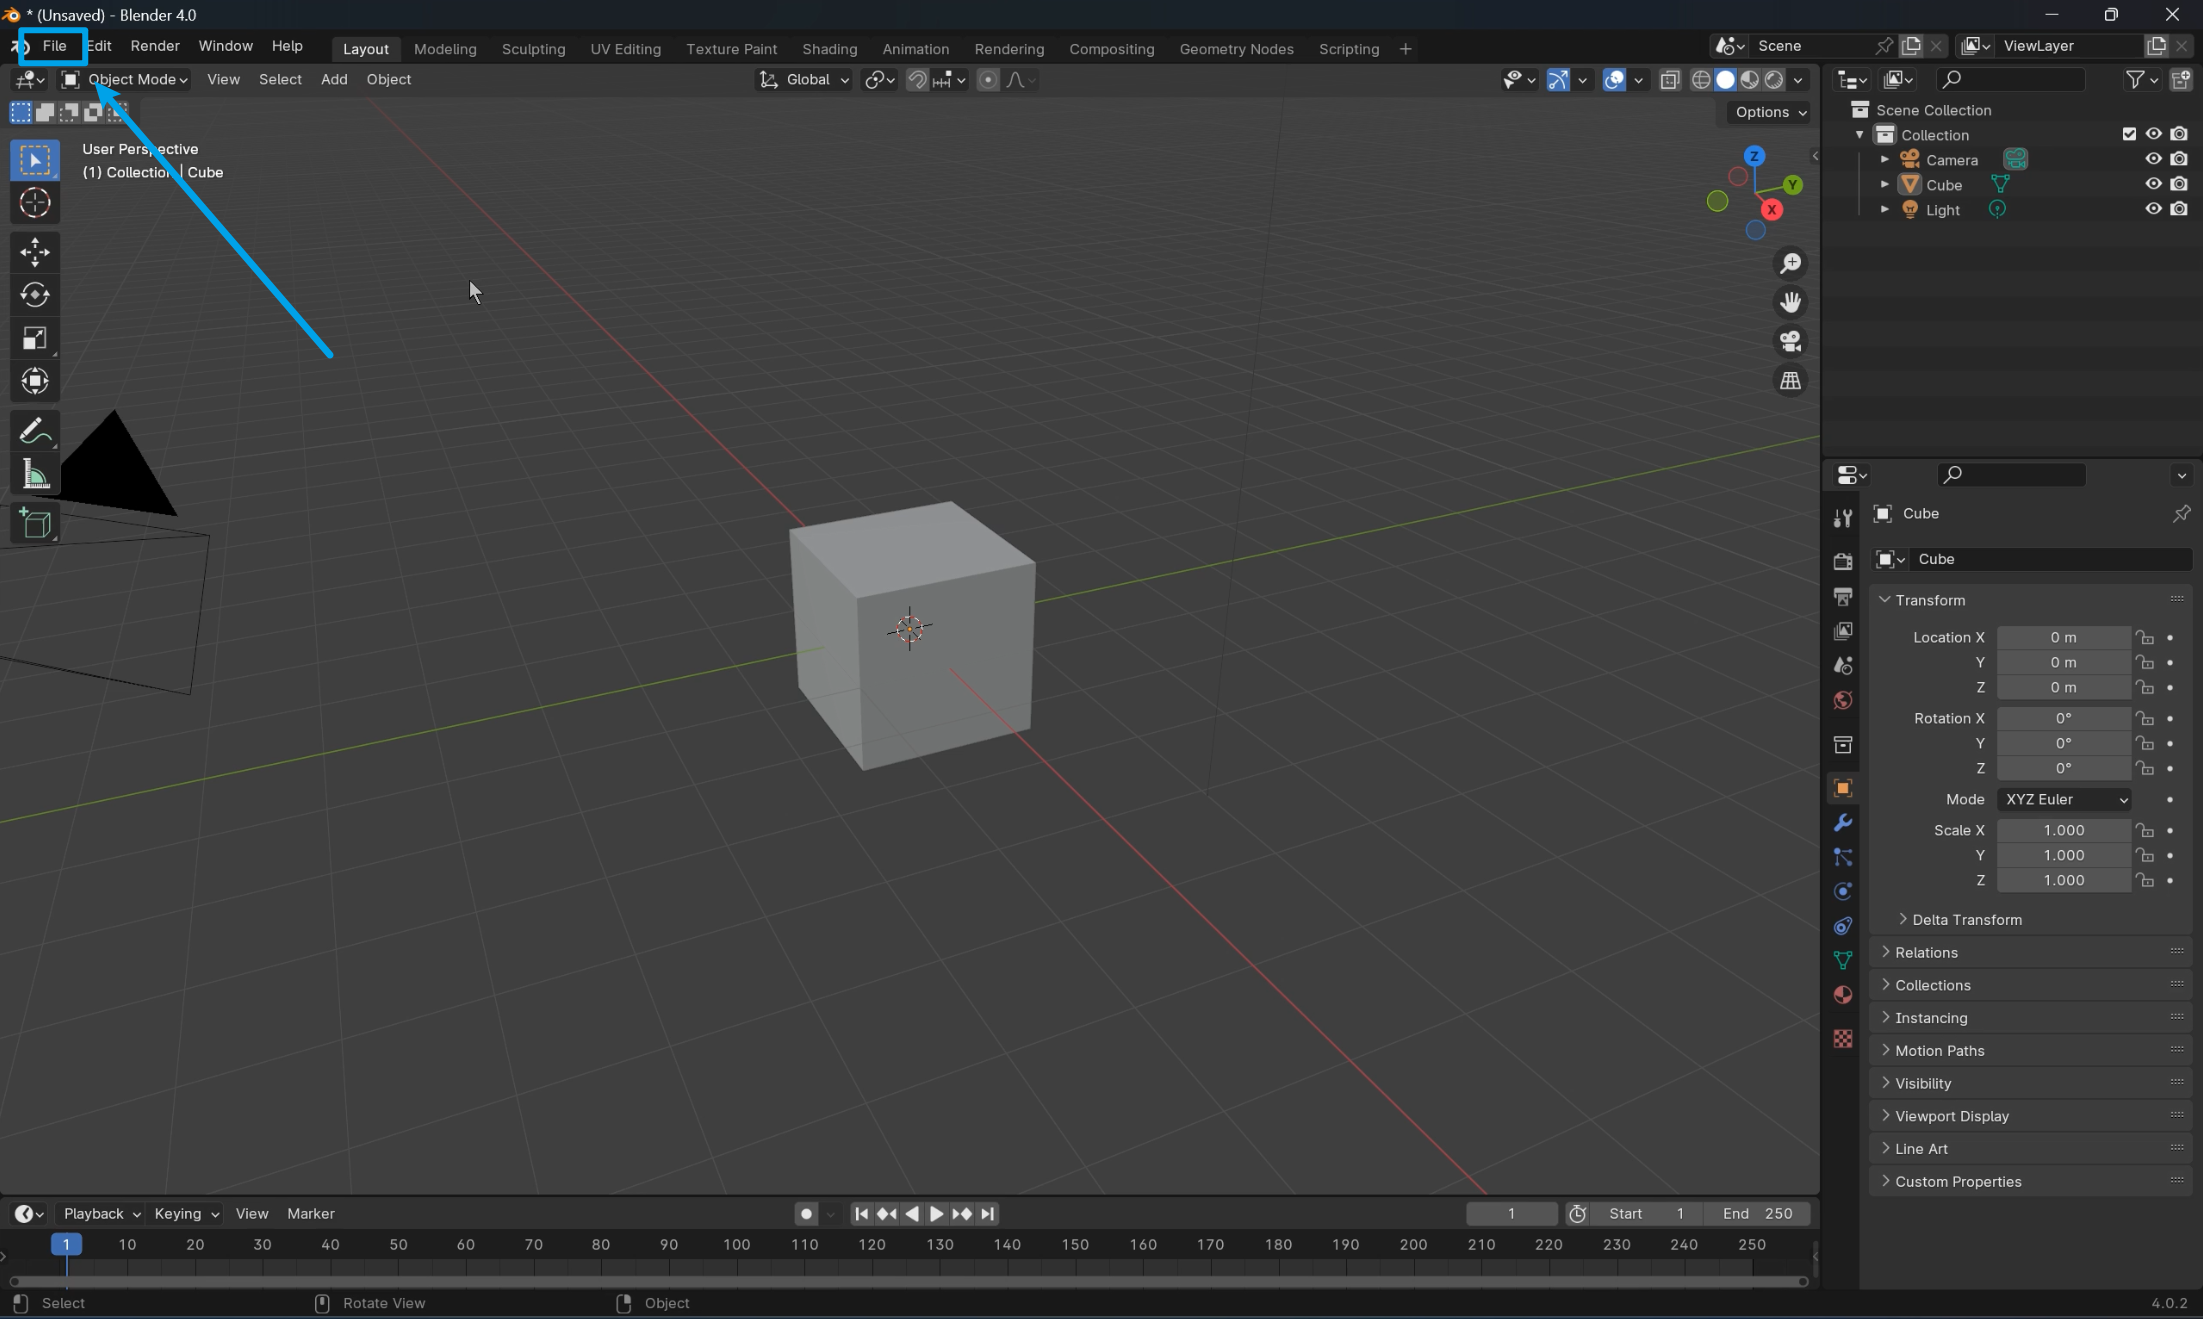 * (Unsaved) - Blender 4.0
File Edit Render Window Help Layout Modeling Sculpting UV Editing Texture Paint Shading Animation Rendering Compositing Geometry Nodes Scripting + Scene ViewLayer
Object Mode View Select Add Object Global
Options
User Perspective
(1) Collection | Cube
Z
Y
X
Scene Collection
Collection
Camera
Cube
Light
Cube
Cube
Transform
Location X 0 m
Y 0 m
Z 0 m
Rotation X 0°
Y 0°
Z 0°
Mode XYZ Euler
Scale X 1.000
Y 1.000
Z 1.000
Delta Transform
Relations
Collections
Instancing
Motion Paths
Visibility
Viewport Display
Line Art
Custom Properties
Playback Keying View Marker 1 Start 1 End 250
1 10 20 30 40 50 60 70 80 90 100 110 120 130 140 150 160 170 180 190 200 210 220 230 240 250
Select Rotate View Object 4.0.2